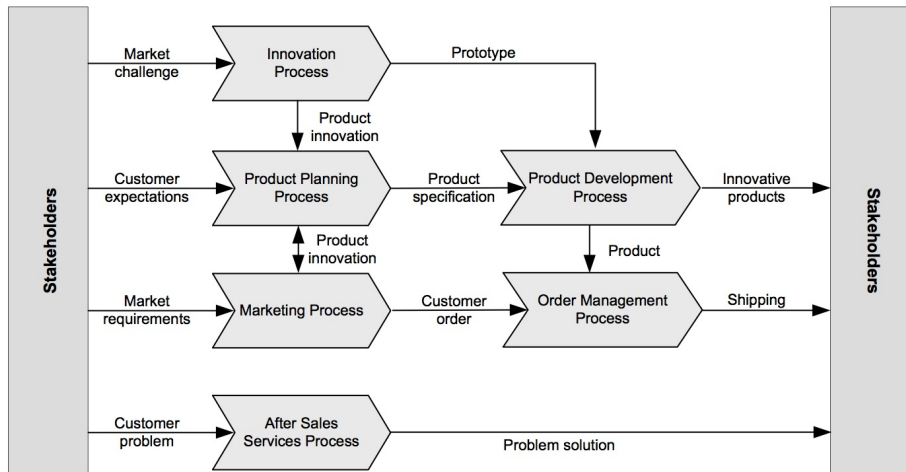 Stakeholders
Market
challenge
Innovation
Process
Prototype
Product
innovation
Customer
expectations
Product Planning
Process
Product
specification
Product Development
Process
Innovative
products
Product
innovation
Product
Market
requirements
Marketing Process
Customer
order
Order Management
Process
Shipping
Customer
problem
After Sales
Services Process
Problem solution
Stakeholders